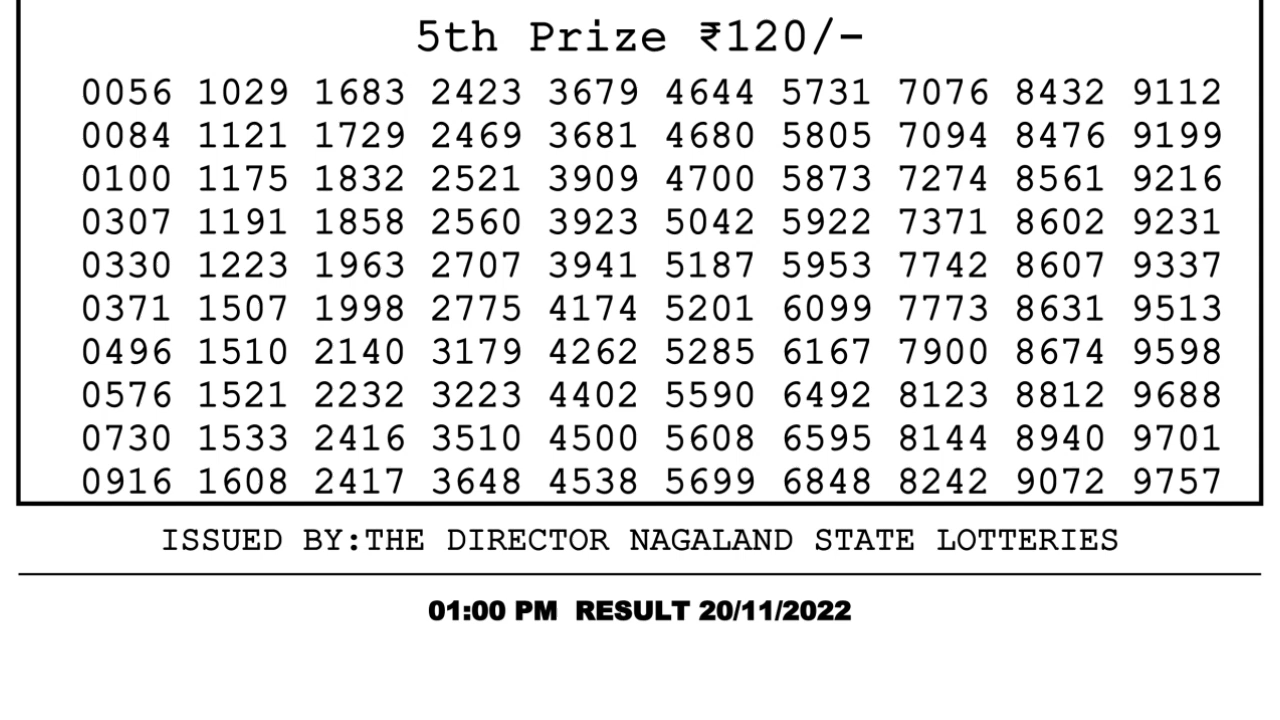 5th Prize ₹120/-
0056 1029 1683 2423 3679 4644 5731 7076 8432 9112
0084 1121 1729 2469 3681 4680 5805 7094 8476 9199
0100 1175 1832 2521 3909 4700 5873 7274 8561 9216
0307 1191 1858 2560 3923 5042 5922 7371 8602 9231
0330 1223 1963 2707 3941 5187 5953 7742 8607 9337
0371 1507 1998 2775 4174 5201 6099 7773 8631 9513
0496 1510 2140 3179 4262 5285 6167 7900 8674 9598
0576 1521 2232 3223 4402 5590 6492 8123 8812 9688
0730 1533 2416 3510 4500 5608 6595 8144 8940 9701
0916 1608 2417 3648 4538 5699 6848 8242 9072 9757
ISSUED BY:THE DIRECTOR NAGALAND STATE LOTTERIES
01:00 PM RESULT 20/11/2022